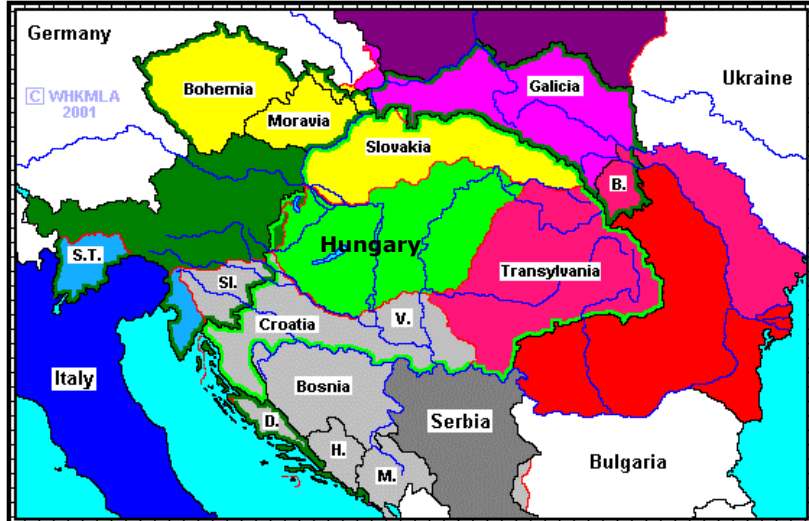 Germany
Ukraine
Bohemia
Galicia
C WHKMLA
2001
Moravia
Slovakia
B.
Hungary
S.T.
Transylvania
Sl.
V.
Croatia
Italy
Bosnia
Serbia
D.
H.
M.
Bulgaria